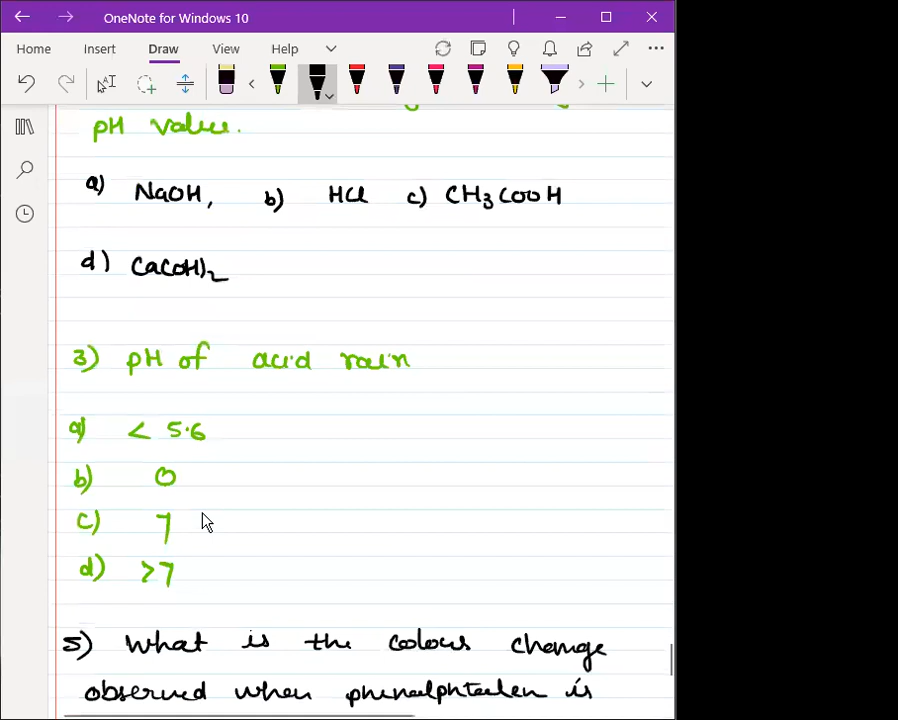 OneNote for Windows 10
Home Insert Draw View Help
pH value.
a) NaOH, b) HCl c) CH3COOH
d) Ca(OH)2
3) pH of acid rain
a) < 5.6
b) 0
c) 7
d) >7
5) What is the colour change
observed when phenolphtealen is